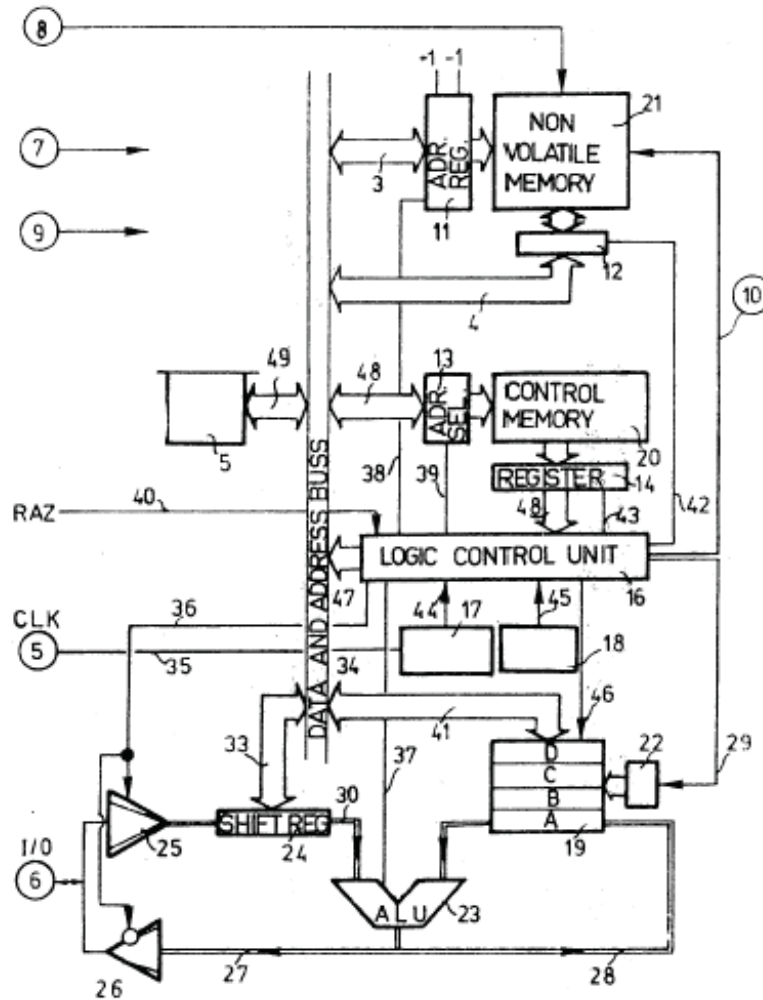 8
+1 -1
21
NON
VOLATILE
MEMORY
7
3
ADR.
REG.
11
9
12
4
10
49
48
13
ADR.
SEL.
CONTROL
MEMORY
20
5
38
39
REGISTER
14
42
40
RAZ
48
43
DATA AND ADDRESS BUSS
LOGIC CONTROL UNIT
16
47
36
44
17
45
18
CLK
5
35
34
46
41
33
37
D
C
B
A
19
22
29
30
SHIFT REG
24
25
I/O
6
ALU
23
26
27
28